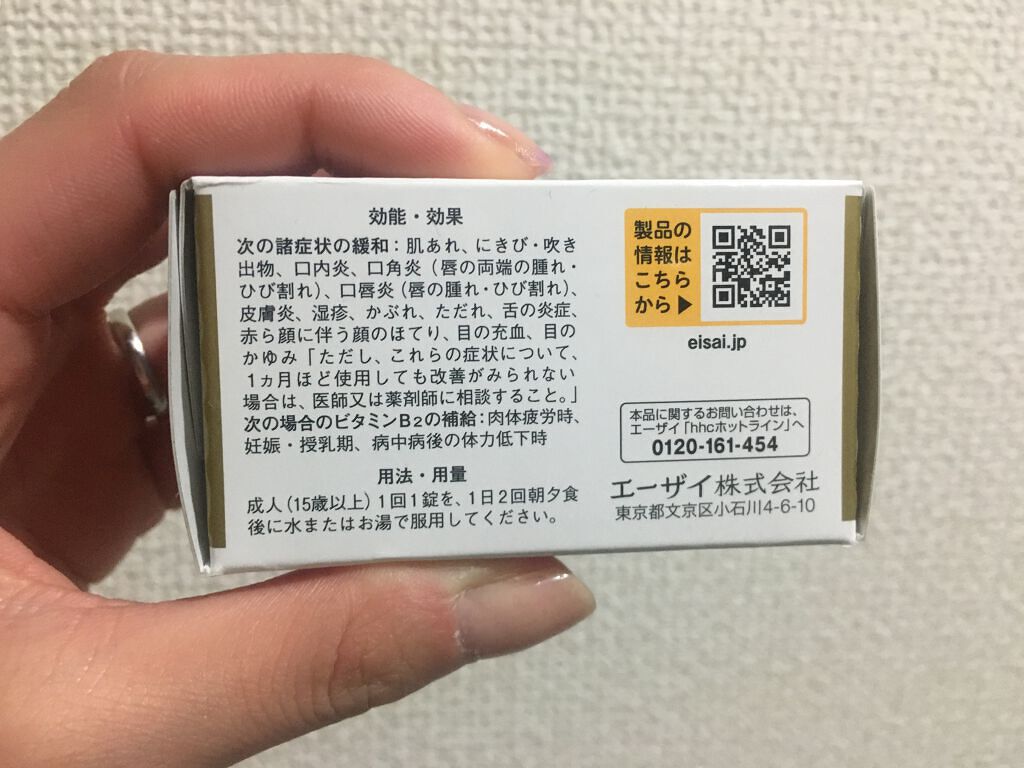 効能・効果
次の諸症状の緩和：肌あれ、にきび・吹き
出物、口内炎、口角炎（唇の両端の腫れ・
ひび割れ）、口唇炎（唇の腫れ・ひび割れ）、
皮膚炎、湿疹、かぶれ、ただれ、舌の炎症、
赤ら顔に伴う顔のほてり、目の充血、目の
かゆみ「ただし、これらの症状について、
1ヵ月ほど使用しても改善がみられない
場合は、医師又は薬剤師に相談すること。」
次の場合のビタミンB2の補給：肉体疲労時、
妊娠・授乳期、病中病後の体力低下時
用法・用量
成人（15歳以上）1回1錠を、1日2回朝夕食
後に水またはお湯で服用してください。
製品の
情報は
こちら
から▶
eisai.jp
本品に関するお問い合わせは、
エーザイ「hhcホットライン」へ
0120-161-454
エーザイ株式会社
東京都文京区小石川4-6-10